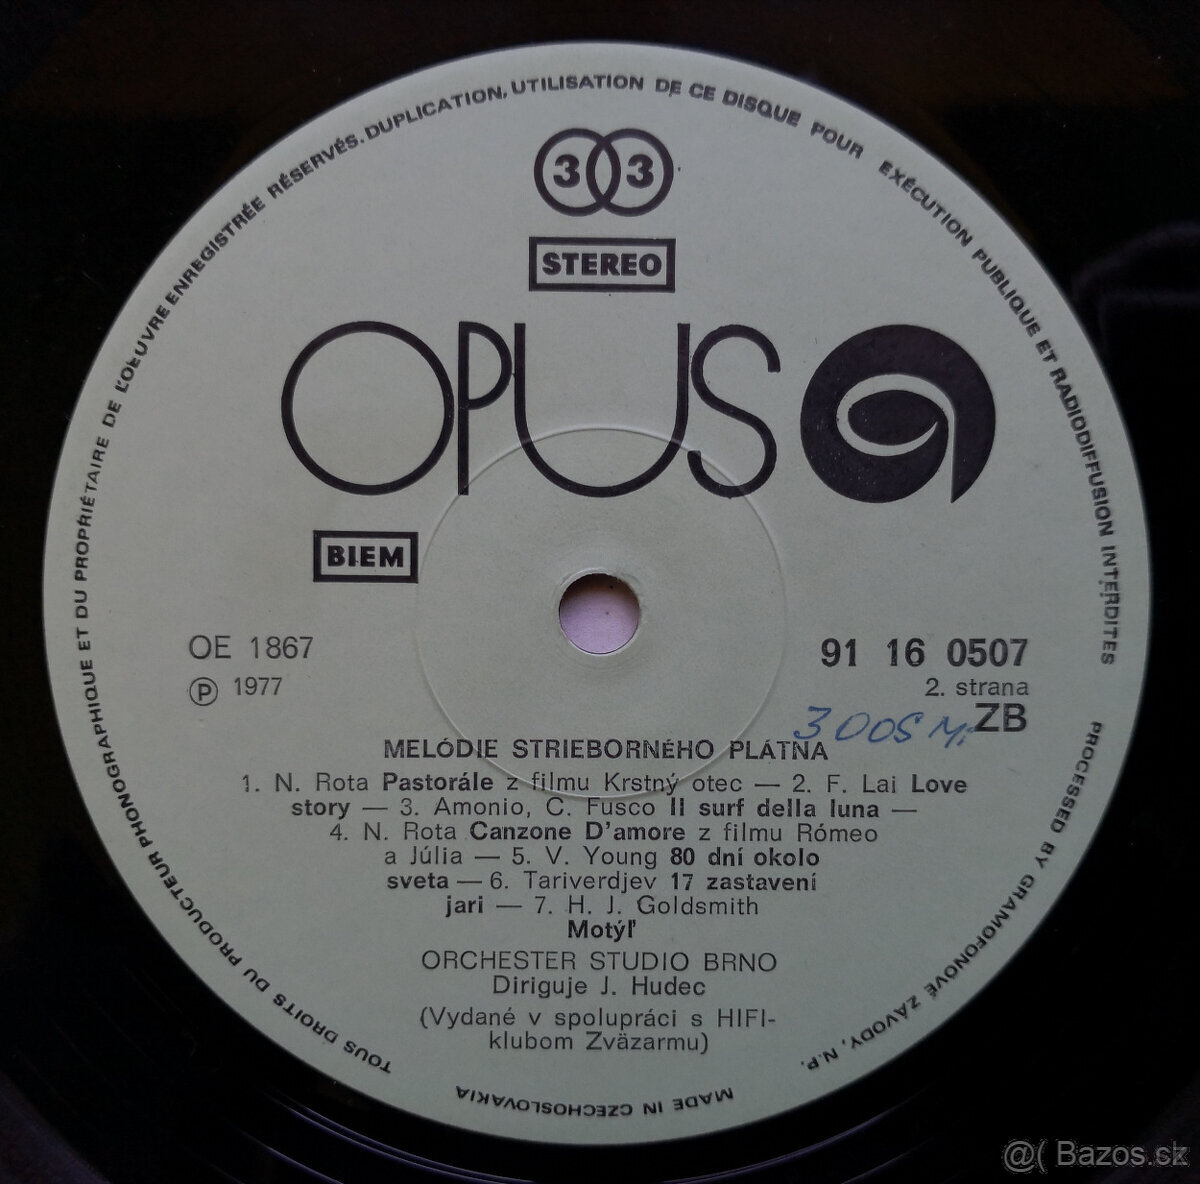 TOUS DROITS DU PRODUCTEUR PHONOGRAPHIQUE ET DU PROPRIÉTAIRE DE L'OEUVRE ENREGISTRÉE RÉSERVÉS. DUPLICATION, UTILISATION DE CE DISQUE POUR EXÉCUTION PUBLIQUE ET RADIODIFFUSION INTERDITES
33
STEREO
OPUS
BIEM
OE 1867
℗ 1977
91 16 0507
2. strana
ZB
MELÓDIE STRIEBORNÉHO PLÁTNA
1. N. Rota Pastorále z filmu Krstný otec — 2. F. Lai Love
story — 3. Amonio, C. Fusco Il surf della luna —
4. N. Rota Canzone D'amore z filmu Rómeo
a Júlia — 5. V. Young 80 dní okolo
sveta — 6. Tariverdjev 17 zastavení
jari — 7. H. J. Goldsmith
Motýľ
ORCHESTER STUDIO BRNO
Diriguje J. Hudec
(Vydané v spolupráci s HIFI-
klubom Zväzarmu)
PROCESSED BY GRAMOFONOVÉ ZÁVODY, N.P.
MADE IN CZECHOSLOVAKIA
@( Bazos.sk